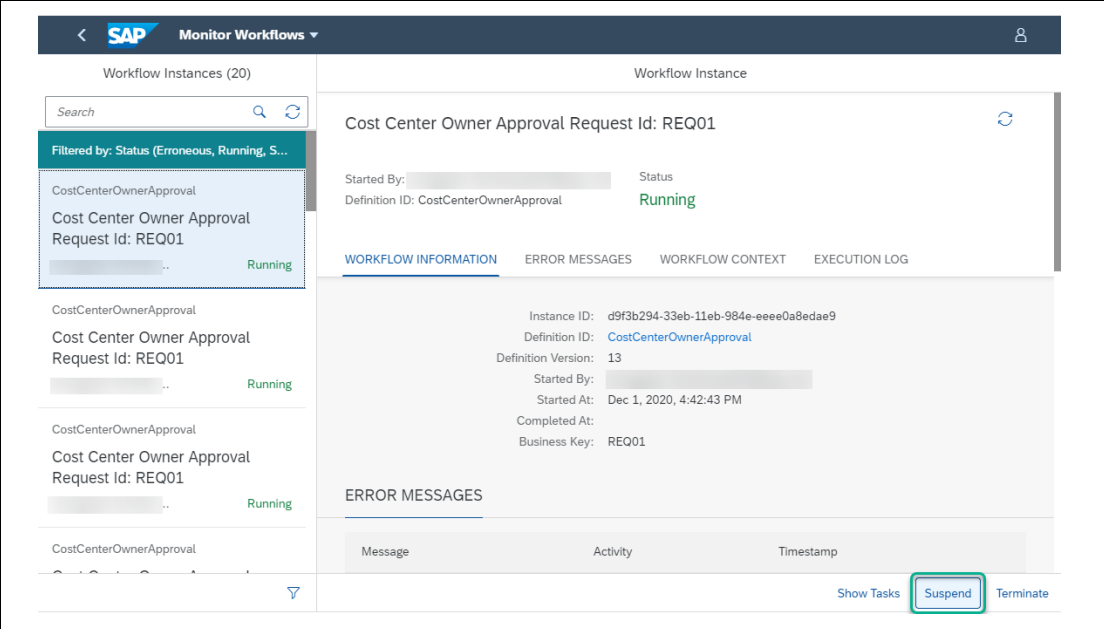 SAP Monitor Workflows
Workflow Instances (20)
Search
Filtered by: Status (Erroneous, Running, S...
CostCenterOwnerApproval
Cost Center Owner Approval
Request Id: REQ01
.. Running
CostCenterOwnerApproval
Cost Center Owner Approval
Request Id: REQ01
.. Running
CostCenterOwnerApproval
Cost Center Owner Approval
Request Id: REQ01
.. Running
CostCenterOwnerApproval
Workflow Instance
Cost Center Owner Approval Request Id: REQ01
Started By:
Definition ID: CostCenterOwnerApproval
Status
Running
WORKFLOW INFORMATION ERROR MESSAGES WORKFLOW CONTEXT EXECUTION LOG
Instance ID: d9f3b294-33eb-11eb-984e-eeee0a8edae9
Definition ID: CostCenterOwnerApproval
Definition Version: 13
Started By:
Started At: Dec 1, 2020, 4:42:43 PM
Completed At:
Business Key: REQ01
ERROR MESSAGES
Message Activity Timestamp
Show Tasks Suspend Terminate